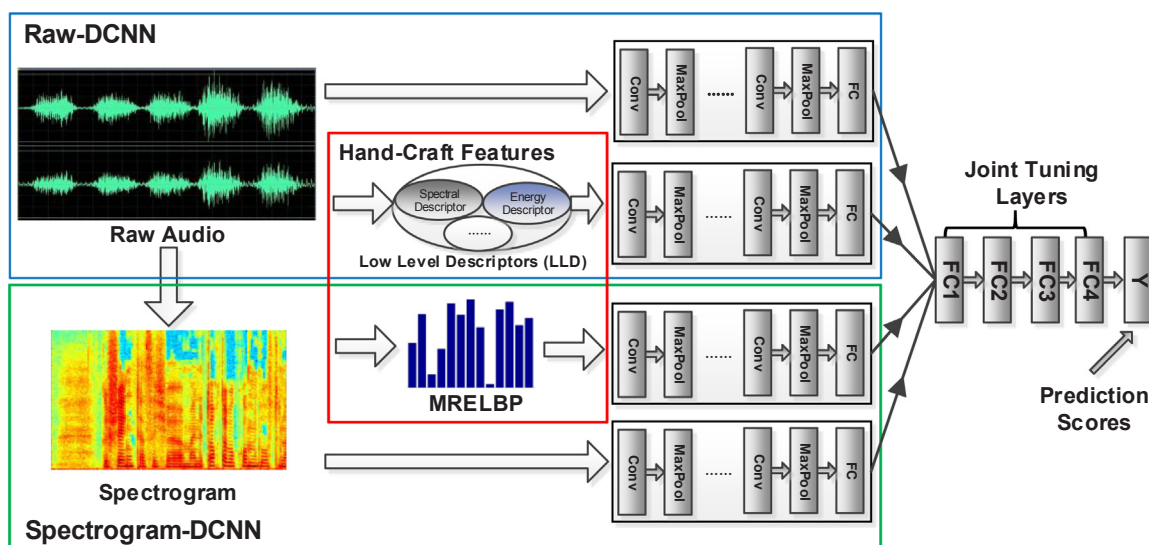 Raw-DCNN
Raw Audio
Hand-Craft Features
Spectral
Descriptor
Energy
Descriptor
......
Low Level Descriptors (LLD)
MRELBP
Spectrogram
Spectrogram-DCNN
Conv
MaxPool
......
Conv
MaxPool
FC
Conv
MaxPool
......
Conv
MaxPool
FC
Conv
MaxPool
......
Conv
MaxPool
FC
Conv
MaxPool
......
Conv
MaxPool
FC
Joint Tuning
Layers
FC1
FC2
FC3
FC4
Y
Prediction
Scores